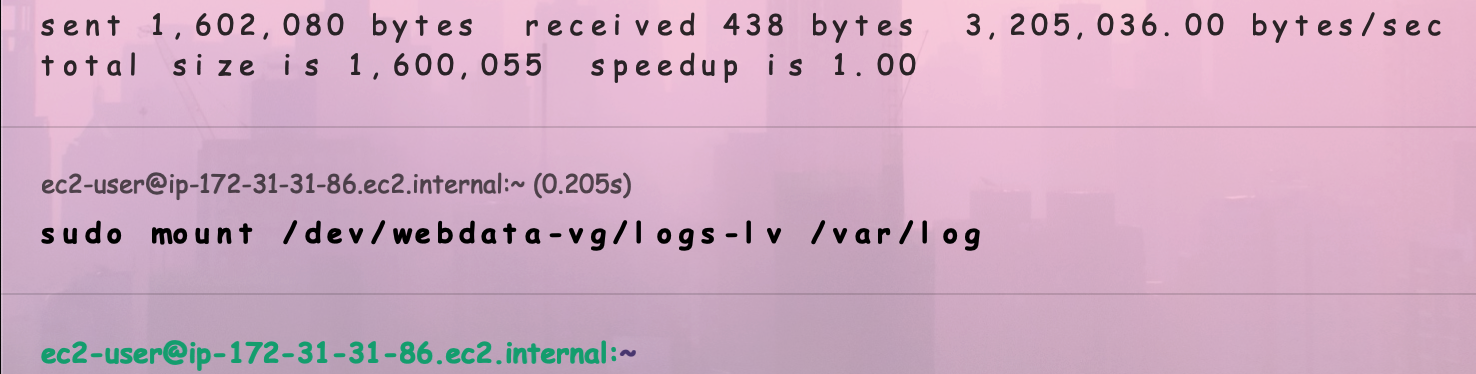 sent 1,602,080 bytes  received 438 bytes  3,205,036.00 bytes/sec
total size is 1,600,055  speedup is 1.00
ec2-user@ip-172-31-31-86.ec2.internal:~ (0.205s)
sudo mount /dev/webdata-vg/logs-lv /var/log
ec2-user@ip-172-31-31-86.ec2.internal:~